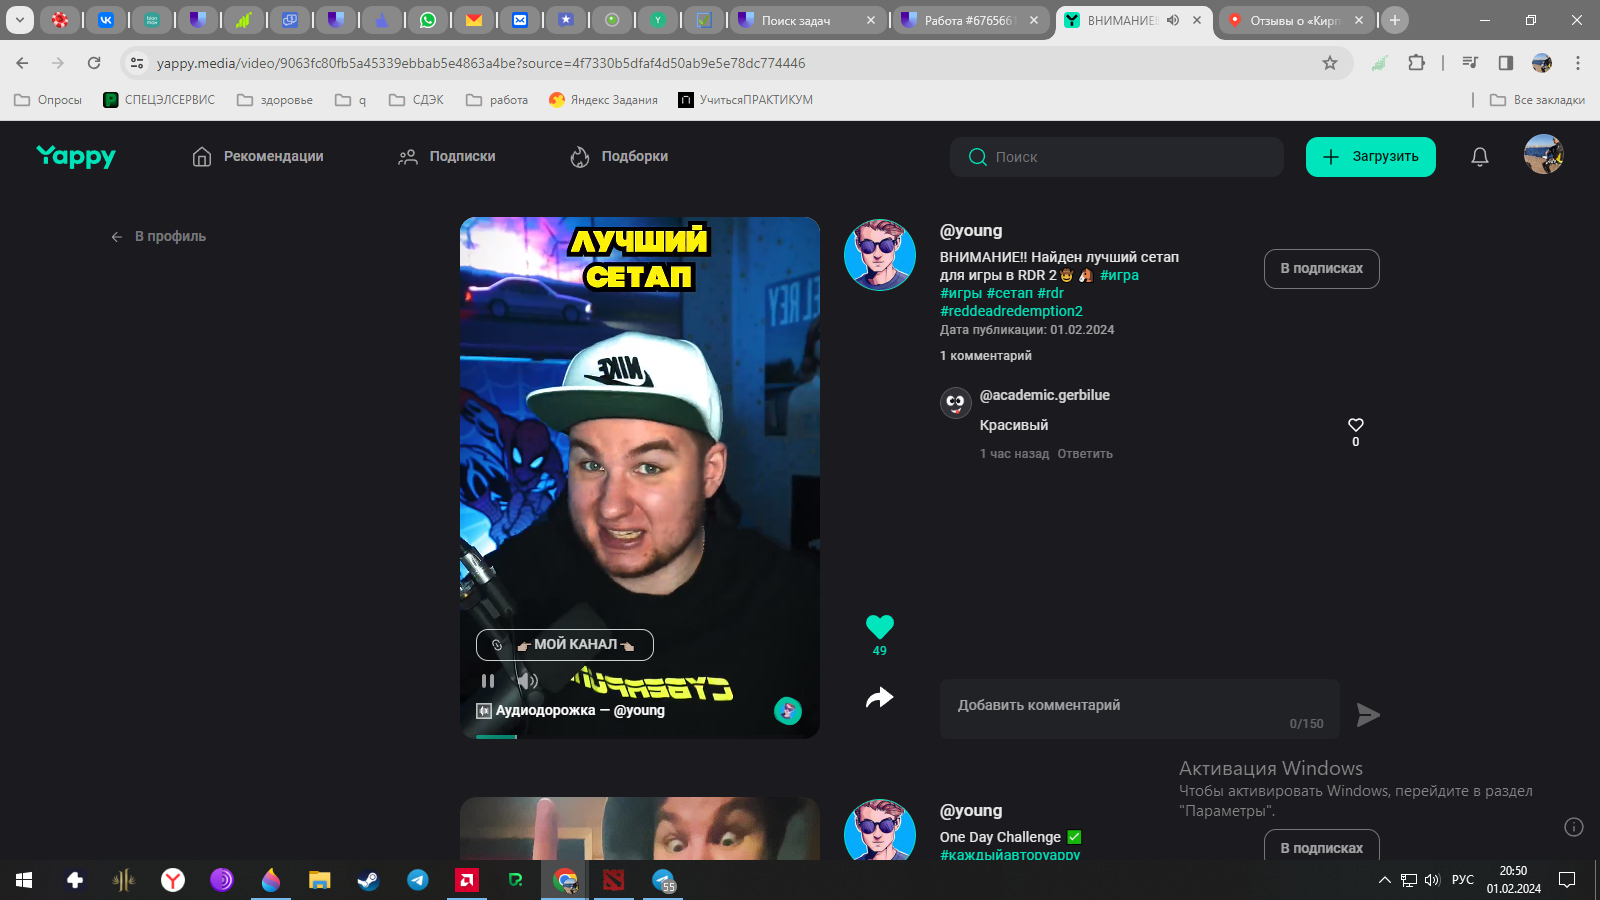 Поиск задач
Работа #6765661
ВНИМАНИЕ!
Отзывы о «Кирп
yappy.media/video/9063fc80fb5a45339ebbab5e4863a4be?source=4f7330b5dfaf4d50ab9e5e78dc774446
Опросы
СПЕЦЭЛСЕРВИС
здоровье
q
СДЭК
работа
Яндекс Задания
УчитьсяПРАКТИКУМ
Все закладки
Yappy
Рекомендации
Подписки
Подборки
Поиск
Загрузить
В профиль
ЛУЧШИЙ
СЕТАП
NIKE
МОЙ КАНАЛ
Аудиодорожка — @young
@young
ВНИМАНИЕ!! Найден лучший сетап
для игры в RDR 2🤠🐴 #игра
#игры #сетап #rdr
#reddeadredemption2
Дата публикации: 01.02.2024
В подписках
1 комментарий
@academic.gerbilue
Красивый
1 час назад Ответить
0
49
Добавить комментарий
0/150
Активация Windows
Чтобы активировать Windows, перейдите в раздел
"Параметры".
@young
One Day Challenge ✅
#каждыйавторyappy
В подписках
55
РУС
20:50
01.02.2024